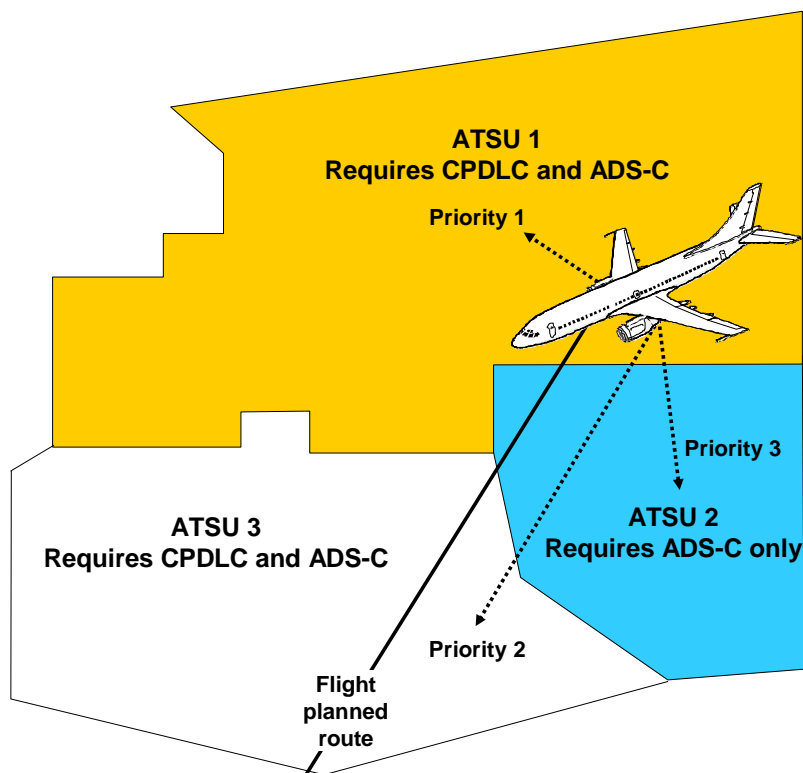 ATSU 1
Requires CPDLC and ADS-C
Priority 1
Priority 3
ATSU 3
Requires CPDLC and ADS-C
ATSU 2
Requires ADS-C only
Priority 2
Flight
planned
route